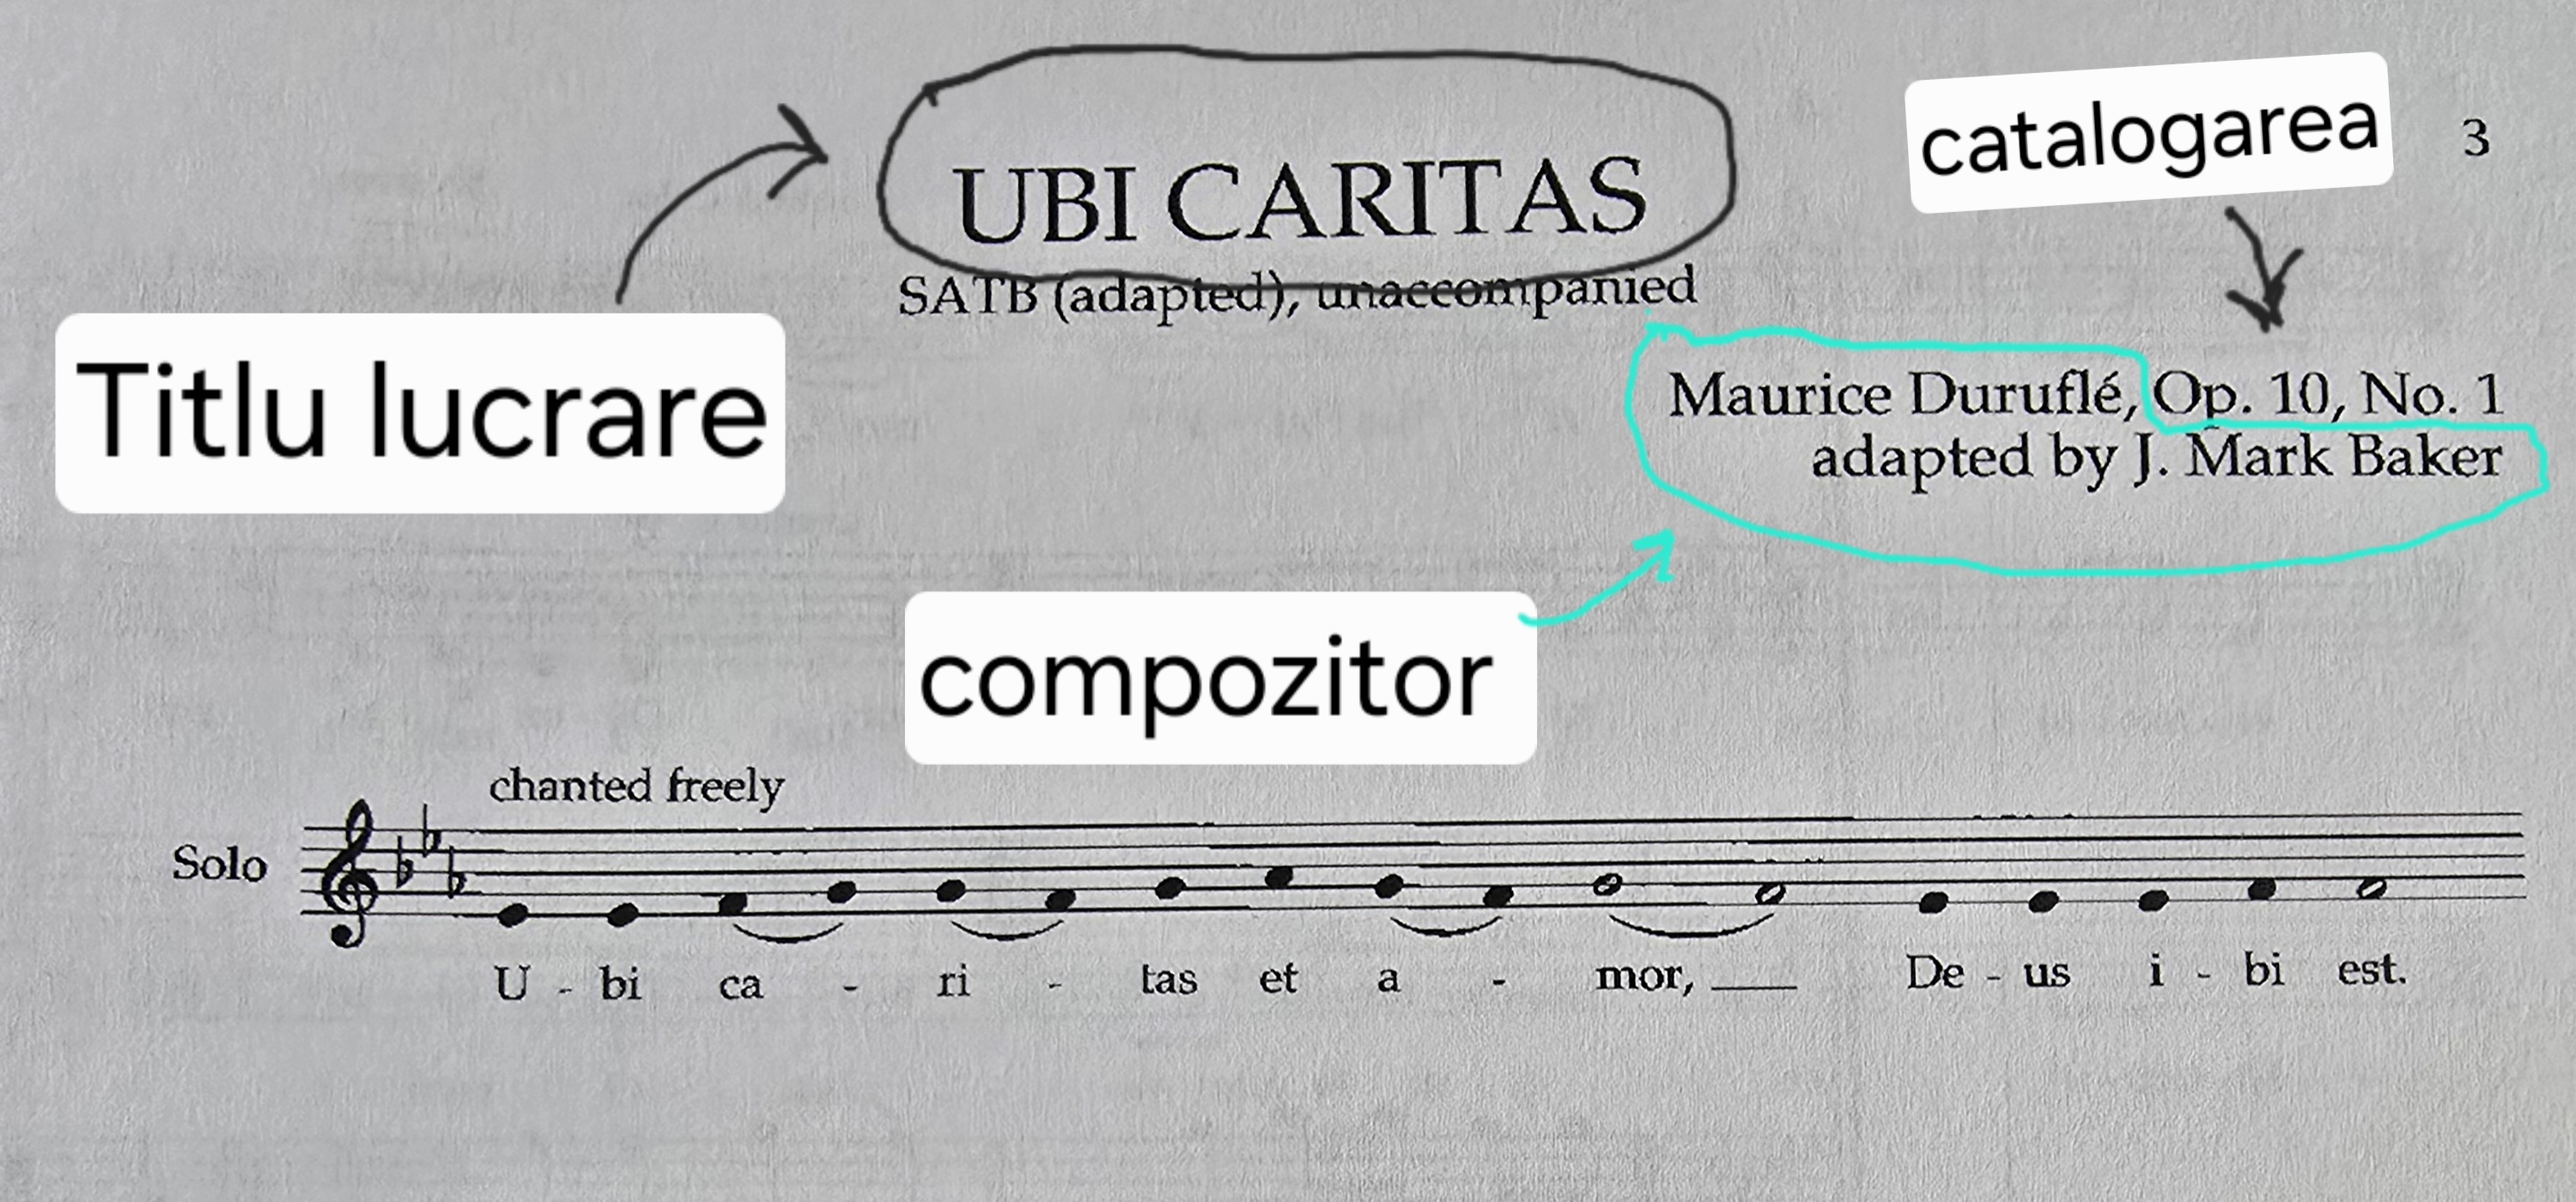 catalogarea
3
UBI CARITAS
SATB (adapted), unaccompanied
Titlu lucrare
Maurice Duruflé, Op. 10, No. 1
adapted by J. Mark Baker
compozitor
chanted freely
Solo
U - bi ca - ri - tas et a - mor, ___ De - us i - bi est.